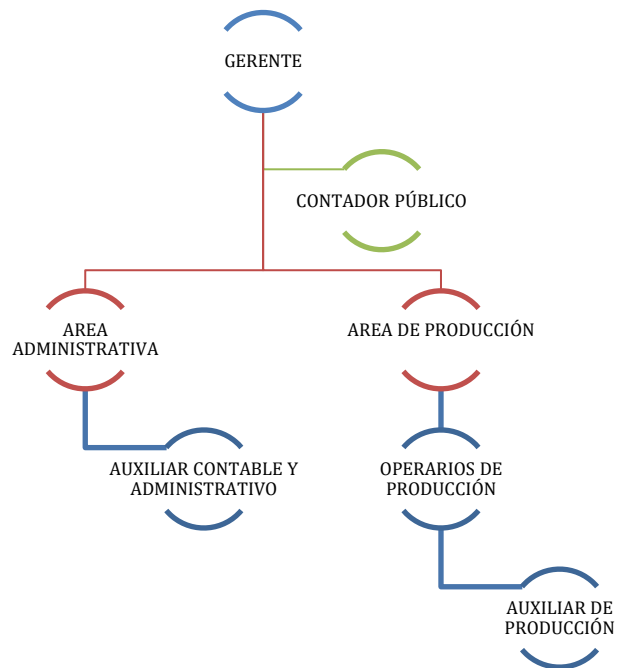 GERENTE
CONTADOR PÚBLICO
AREA
ADMINISTRATIVA
AREA DE PRODUCCIÓN
AUXILIAR CONTABLE Y
ADMINISTRATIVO
OPERARIOS DE
PRODUCCIÓN
AUXILIAR DE
PRODUCCIÓN